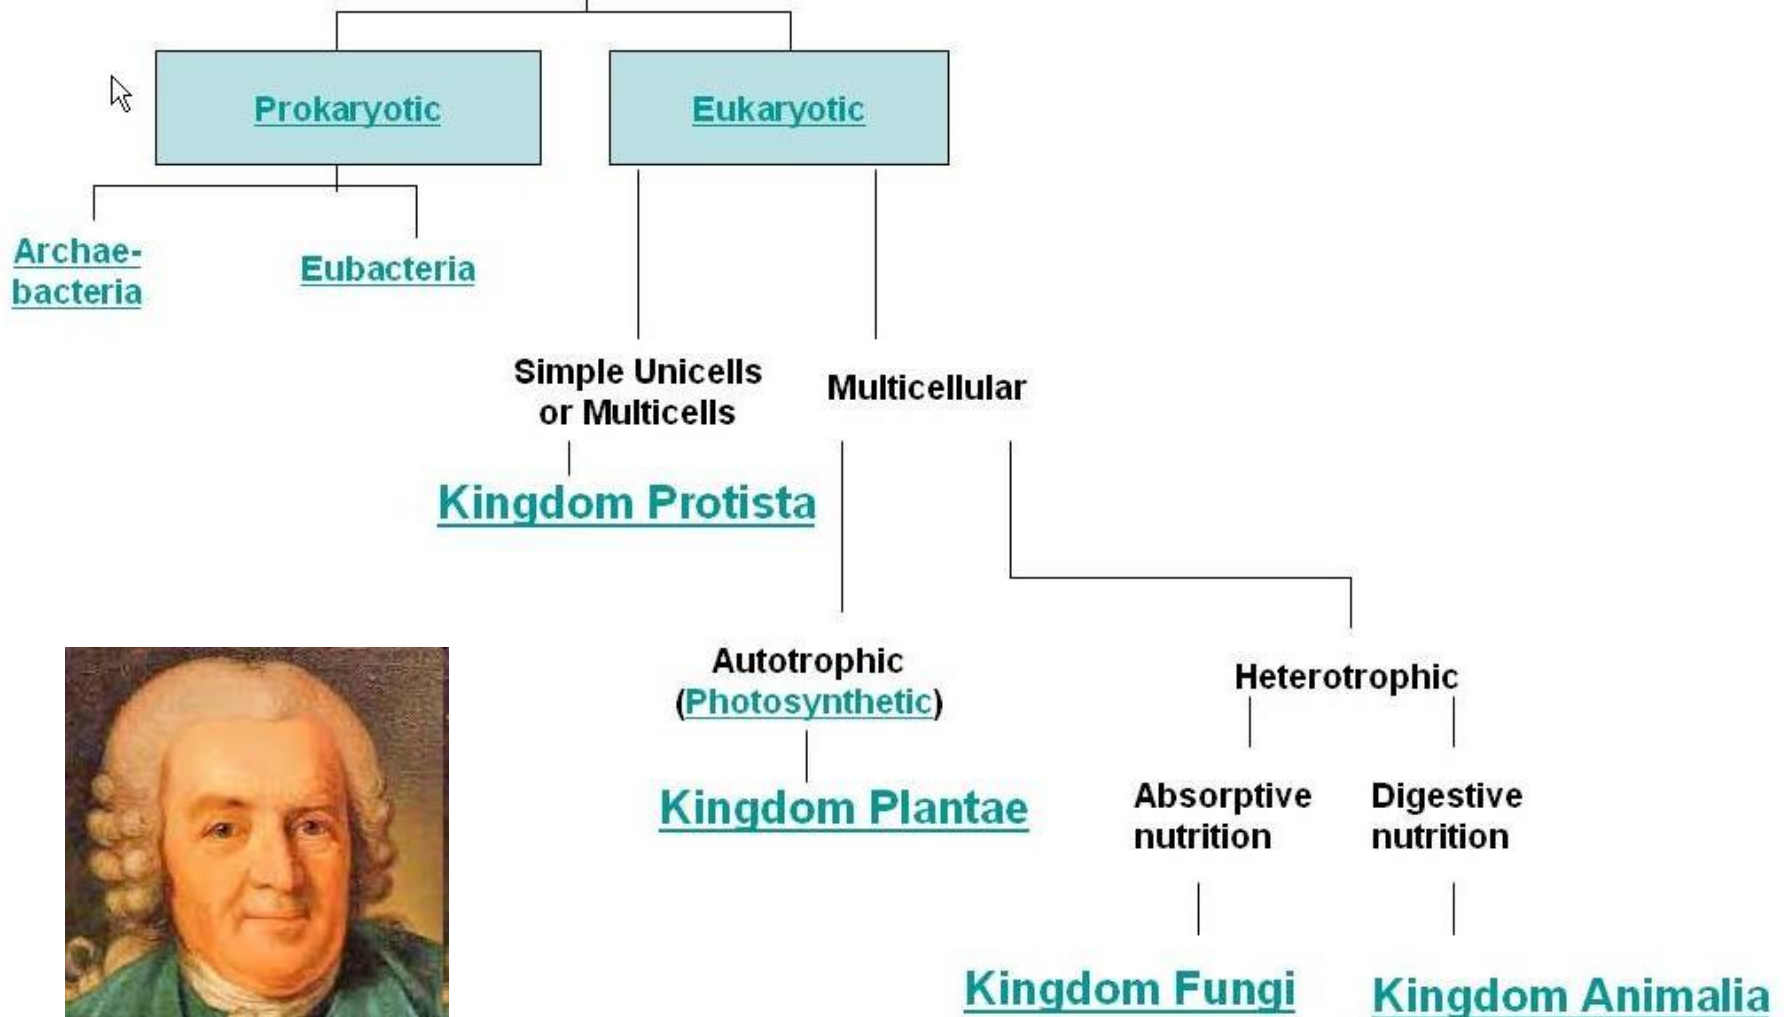 Prokaryotic
Eukaryotic
Archae-
bacteria
Eubacteria
Simple Unicells
or Multicells
Multicellular
Kingdom Protista
Autotrophic
(Photosynthetic)
Heterotrophic
Kingdom Plantae
Absorptive
nutrition
Digestive
nutrition
Kingdom Fungi
Kingdom Animalia